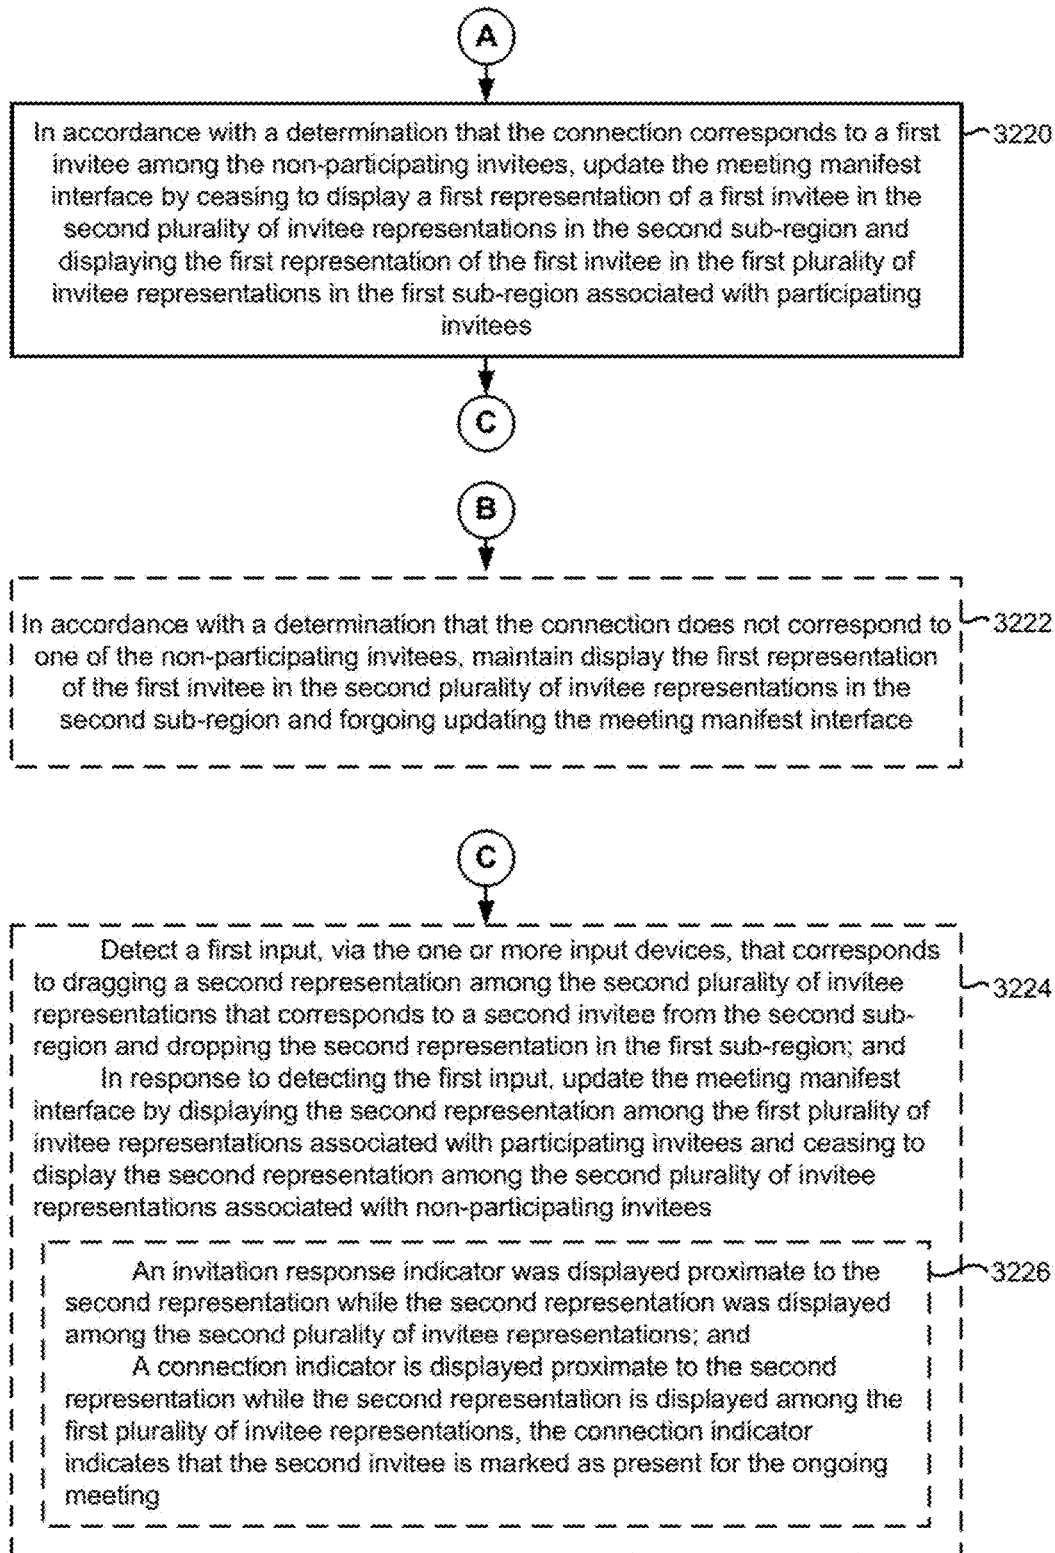 A
In accordance with a determination that the connection corresponds to a first
invitee among the non-participating invitees, update the meeting manifest
interface by ceasing to display a first representation of a first invitee in the
second plurality of invitee representations in the second sub-region and
displaying the first representation of the first invitee in the first plurality of
invitee representations in the first sub-region associated with participating
invitees
3220
C
B
In accordance with a determination that the connection does not correspond to
one of the non-participating invitees, maintain display the first representation
of the first invitee in the second plurality of invitee representations in the
second sub-region and forgoing updating the meeting manifest interface
3222
C
Detect a first input, via the one or more input devices, that corresponds
to dragging a second representation among the second plurality of invitee
representations that corresponds to a second invitee from the second sub-
region and dropping the second representation in the first sub-region; and
In response to detecting the first input, update the meeting manifest
interface by displaying the second representation among the first plurality of
invitee representations associated with participating invitees and ceasing to
display the second representation among the second plurality of invitee
representations associated with non-participating invitees
3224
An invitation response indicator was displayed proximate to the
second representation while the second representation was displayed
among the second plurality of invitee representations; and
A connection indicator is displayed proximate to the second
representation while the second representation is displayed among the
first plurality of invitee representations, the connection indicator
indicates that the second invitee is marked as present for the ongoing
meeting
3226